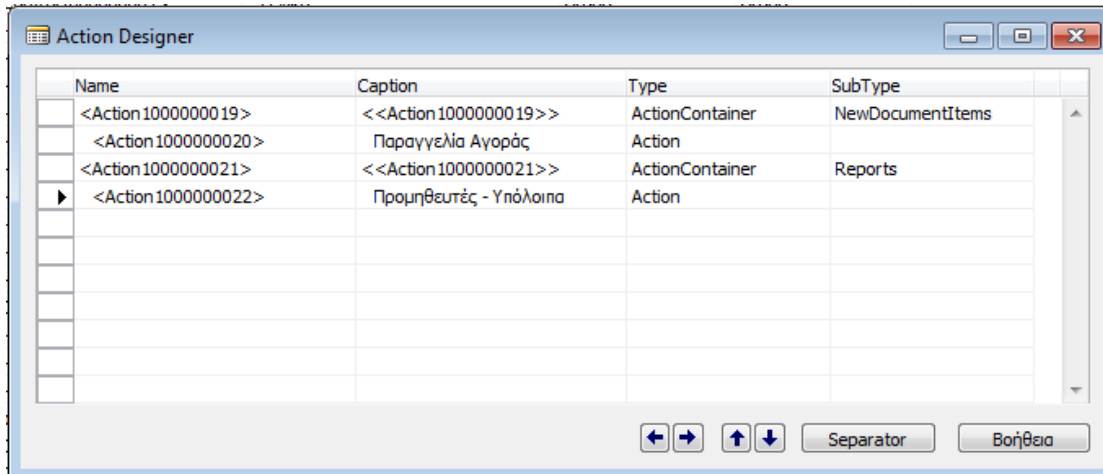 Action Designer
Name Caption Type SubType
<Action1000000019> <<Action1000000019>> ActionContainer NewDocumentItems
<Action1000000020> Παραγγελία Αγοράς Action
<Action1000000021> <<Action1000000021>> ActionContainer Reports
<Action1000000022> Προμηθευτές - Υπόλοιπα Action
Separator Βοήθεια